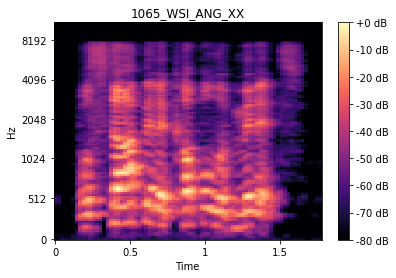 1065_WSI_ANG_XX
+0 dB
8192
-10 dB
4096
-20 dB
-30 dB
2048
Hz
-40 dB
1024
-50 dB
512
-60 dB
-70 dB
0
-80 dB
0 0.5 1 1.5
Time